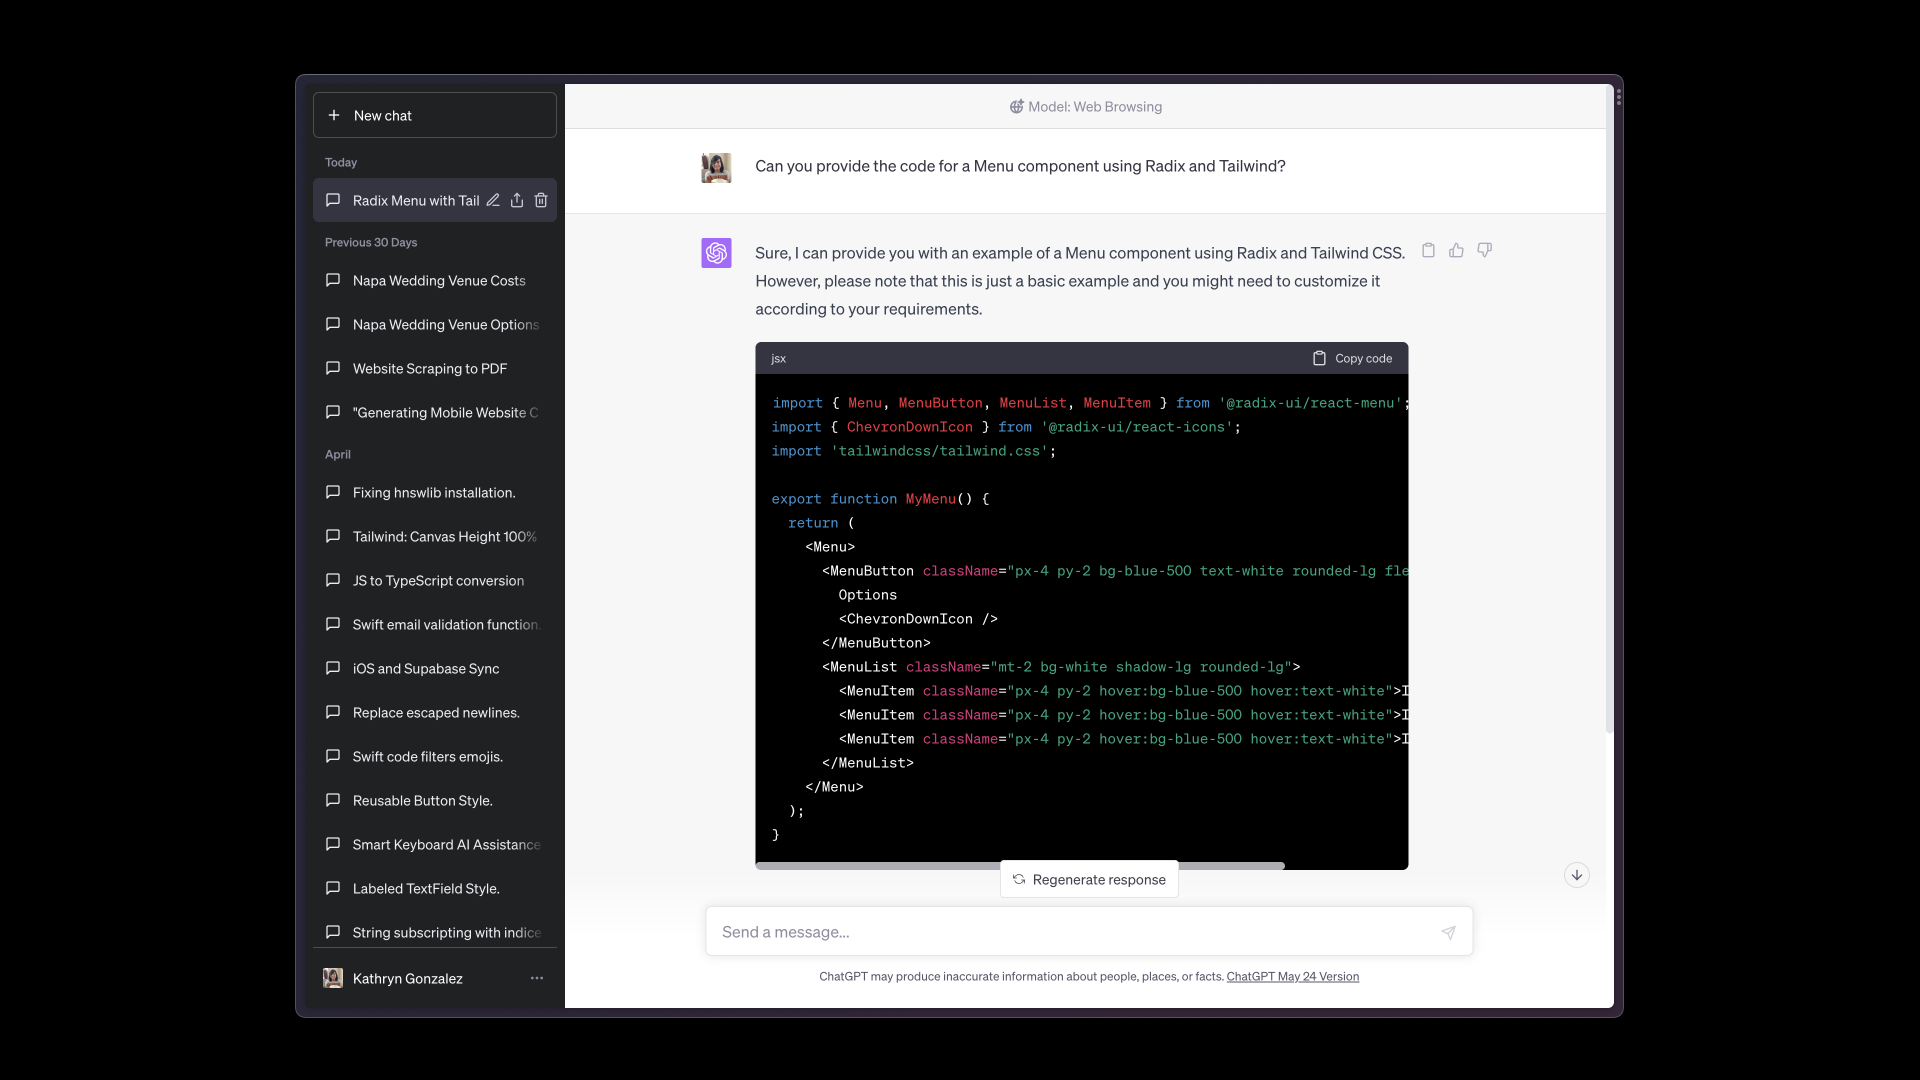 New chat
Today
Radix Menu with Tail
Previous 30 Days
Napa Wedding Venue Costs
Napa Wedding Venue Options
Website Scraping to PDF
"Generating Mobile Website C
April
Fixing hnswlib installation.
Tailwind: Canvas Height 100%
JS to TypeScript conversion
Swift email validation function.
iOS and Supabase Sync
Replace escaped newlines.
Swift code filters emojis.
Reusable Button Style.
Smart Keyboard AI Assistance
Labeled TextField Style.
String subscripting with indice
Kathryn Gonzalez
Model: Web Browsing
Can you provide the code for a Menu component using Radix and Tailwind?
Sure, I can provide you with an example of a Menu component using Radix and Tailwind CSS.
However, please note that this is just a basic example and you might need to customize it
according to your requirements.
jsx
Copy code
import { Menu, MenuButton, MenuList, MenuItem } from '@radix-ui/react-menu';
import { ChevronDownIcon } from '@radix-ui/react-icons';
import 'tailwindcss/tailwind.css';
export function MyMenu() {
return (
<Menu>
<MenuButton className="px-4 py-2 bg-blue-500 text-white rounded-lg fle
Options
<ChevronDownIcon />
</MenuButton>
<MenuList className="mt-2 bg-white shadow-lg rounded-lg">
<MenuItem className="px-4 py-2 hover:bg-blue-500 hover:text-white">I
<MenuItem className="px-4 py-2 hover:bg-blue-500 hover:text-white">I
<MenuItem className="px-4 py-2 hover:bg-blue-500 hover:text-white">I
</MenuList>
</Menu>
);
}
Regenerate response
Send a message...
ChatGPT may produce inaccurate information about people, places, or facts. ChatGPT May 24 Version